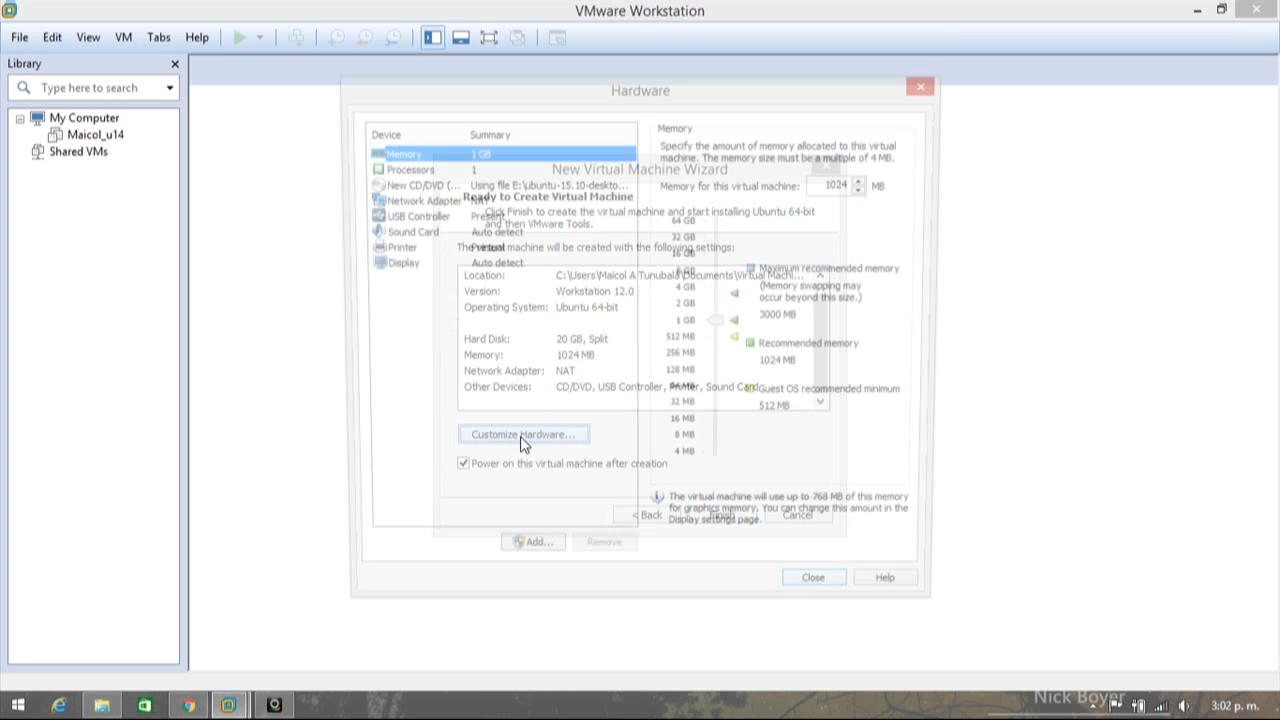 VMware Workstation
File Edit View VM Tabs Help
Library
Type here to search
My Computer
Maicol_u14
Shared VMs
Hardware
Device Summary
Memory 1 GB
Processors 1
New CD/DVD (... Using file E:\ubuntu-15.10-deskto...
Network Adapter NAT
USB Controller Present
Sound Card Auto detect
Printer Present
Display Auto detect
Add... Remove
Memory
Specify the amount of memory allocated to this virtual
machine. The memory size must be a multiple of 4 MB.
Memory for this virtual machine: 1024 MB
64 GB
32 GB
16 GB
8 GB
4 GB
2 GB
1 GB
512 MB
256 MB
128 MB
64 MB
32 MB
16 MB
8 MB
4 MB
Maximum recommended memory
(Memory swapping may
occur beyond this size.)
3000 MB
Recommended memory
1024 MB
Guest OS recommended minimum
512 MB
The virtual machine will use up to 768 MB of this memory
for graphics memory. You can change this amount in the
Display settings page.
Close Help
New Virtual Machine Wizard
Ready to Create Virtual Machine
Click Finish to create the virtual machine and start installing Ubuntu 64-bit
and then VMware Tools.
The virtual machine will be created with the following settings:
Location: C:\Users\Maicol A Tunubala\Documents\Virtual Machi...
Version: Workstation 12.0
Operating System: Ubuntu 64-bit
Hard Disk: 20 GB, Split
Memory: 1024 MB
Network Adapter: NAT
Other Devices: CD/DVD, USB Controller, Printer, Sound Card
Customize Hardware...
Power on this virtual machine after creation
< Back Finish Cancel
Nick Boyer
3:02 p. m.